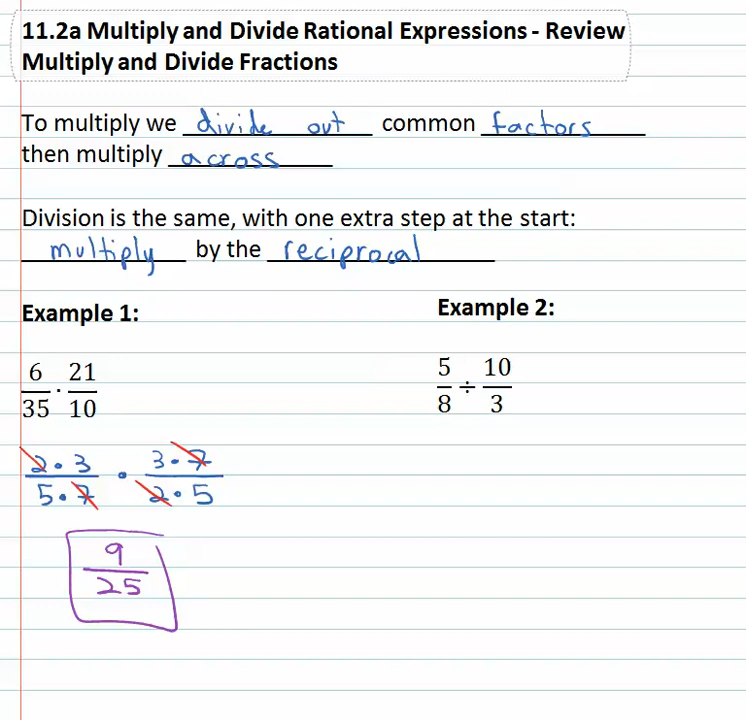 11.2a Multiply and Divide Rational Expressions - Review
Multiply and Divide Fractions
To multiply we divide out common factors
then multiply across
Division is the same, with one extra step at the start:
multiply by the reciprocal
Example 1:
Example 2:
6/35 · 21/10
5/8 ÷ 10/3
2·3/5·7 · 3·7/2·5
9/25